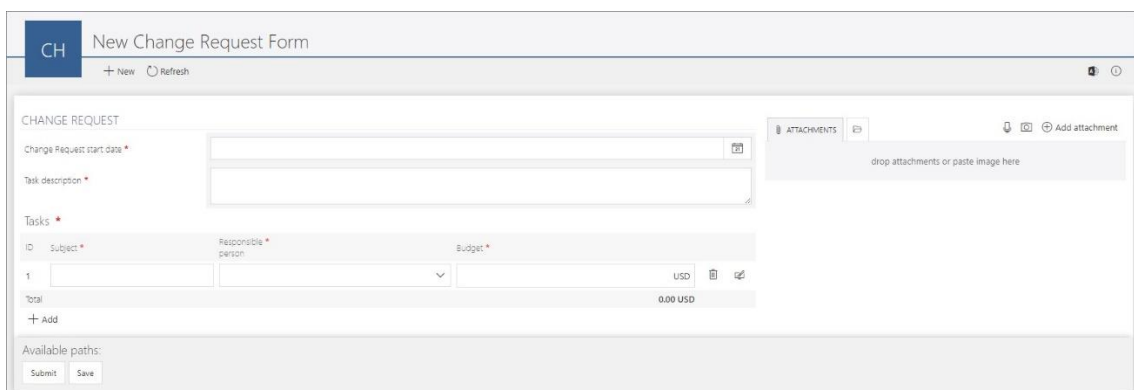 CH
New Change Request Form
New Refresh
CHANGE REQUEST
ATTACHMENTS
Add attachment
Change Request start date *
drop attachments or paste image here
Task description *
Tasks *
ID Subject * Responsible * person Budget *
1 USD
Total 0.00 USD
Add
Available paths:
Submit Save